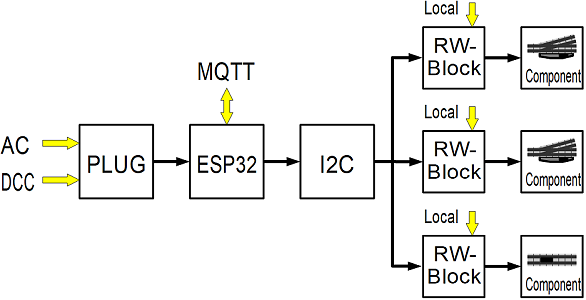 Local
RW-
Block
Component
MQTT
Local
AC
PLUG
ESP32
I2C
RW-
Block
Component
DCC
Local
RW-
Block
Component